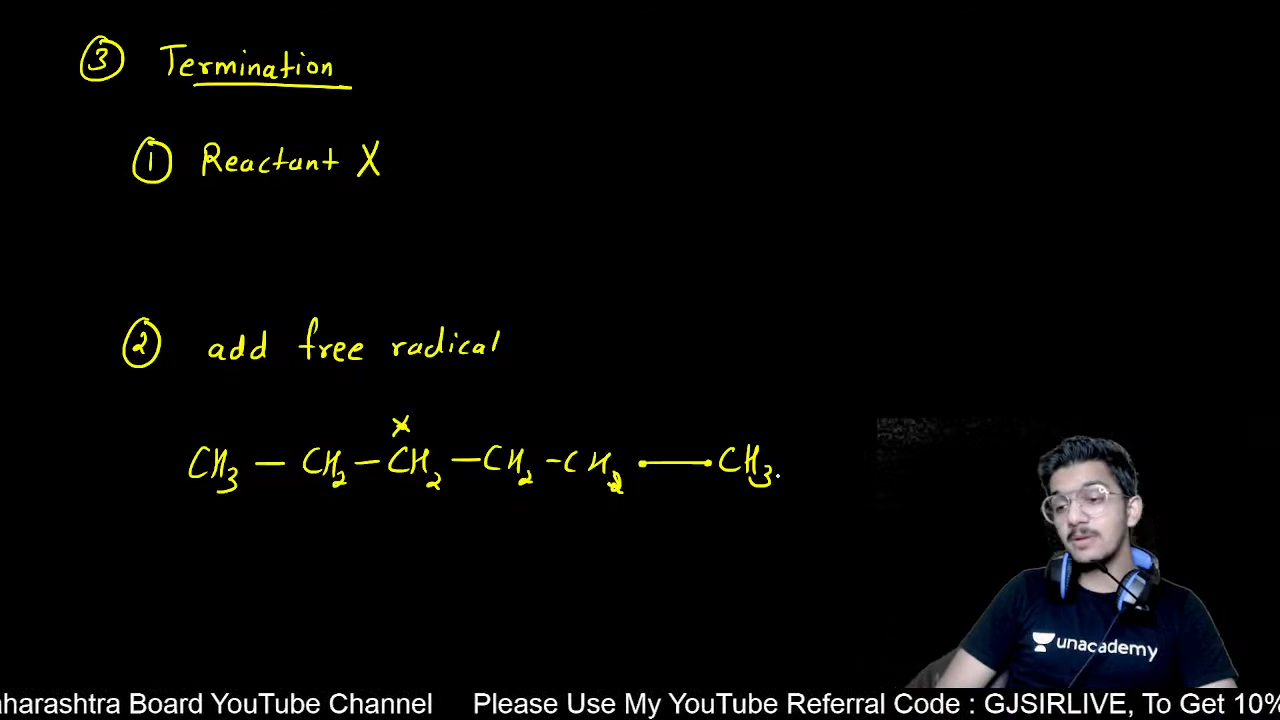 ③ Termination
① Reactant X
② add free radical
x
CH₃ — CH₂ — CH₂ — CH₂ - CH₂ •——• CH₃
unacademy
aharashtra Board YouTube Channel Please Use My YouTube Referral Code : GJSIRLIVE, To Get 10%